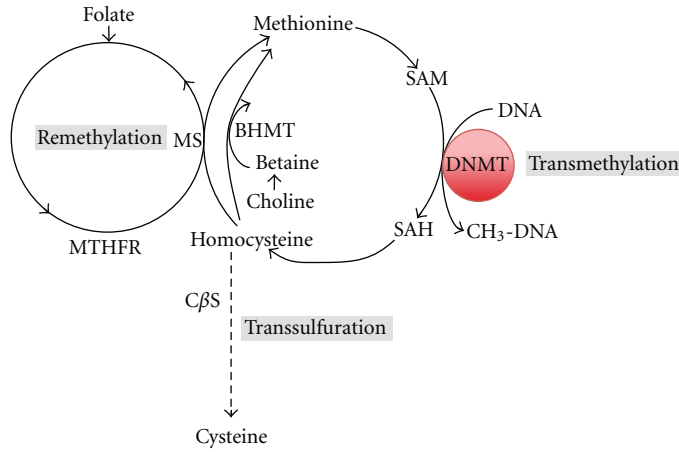 Folate
Methionine
SAM
DNA
Remethylation
MS
BHMT
Betaine
DNMT
Transmethylation
Choline
MTHFR
Homocysteine
SAH
CH₃-DNA
CβS
Transsulfuration
Cysteine